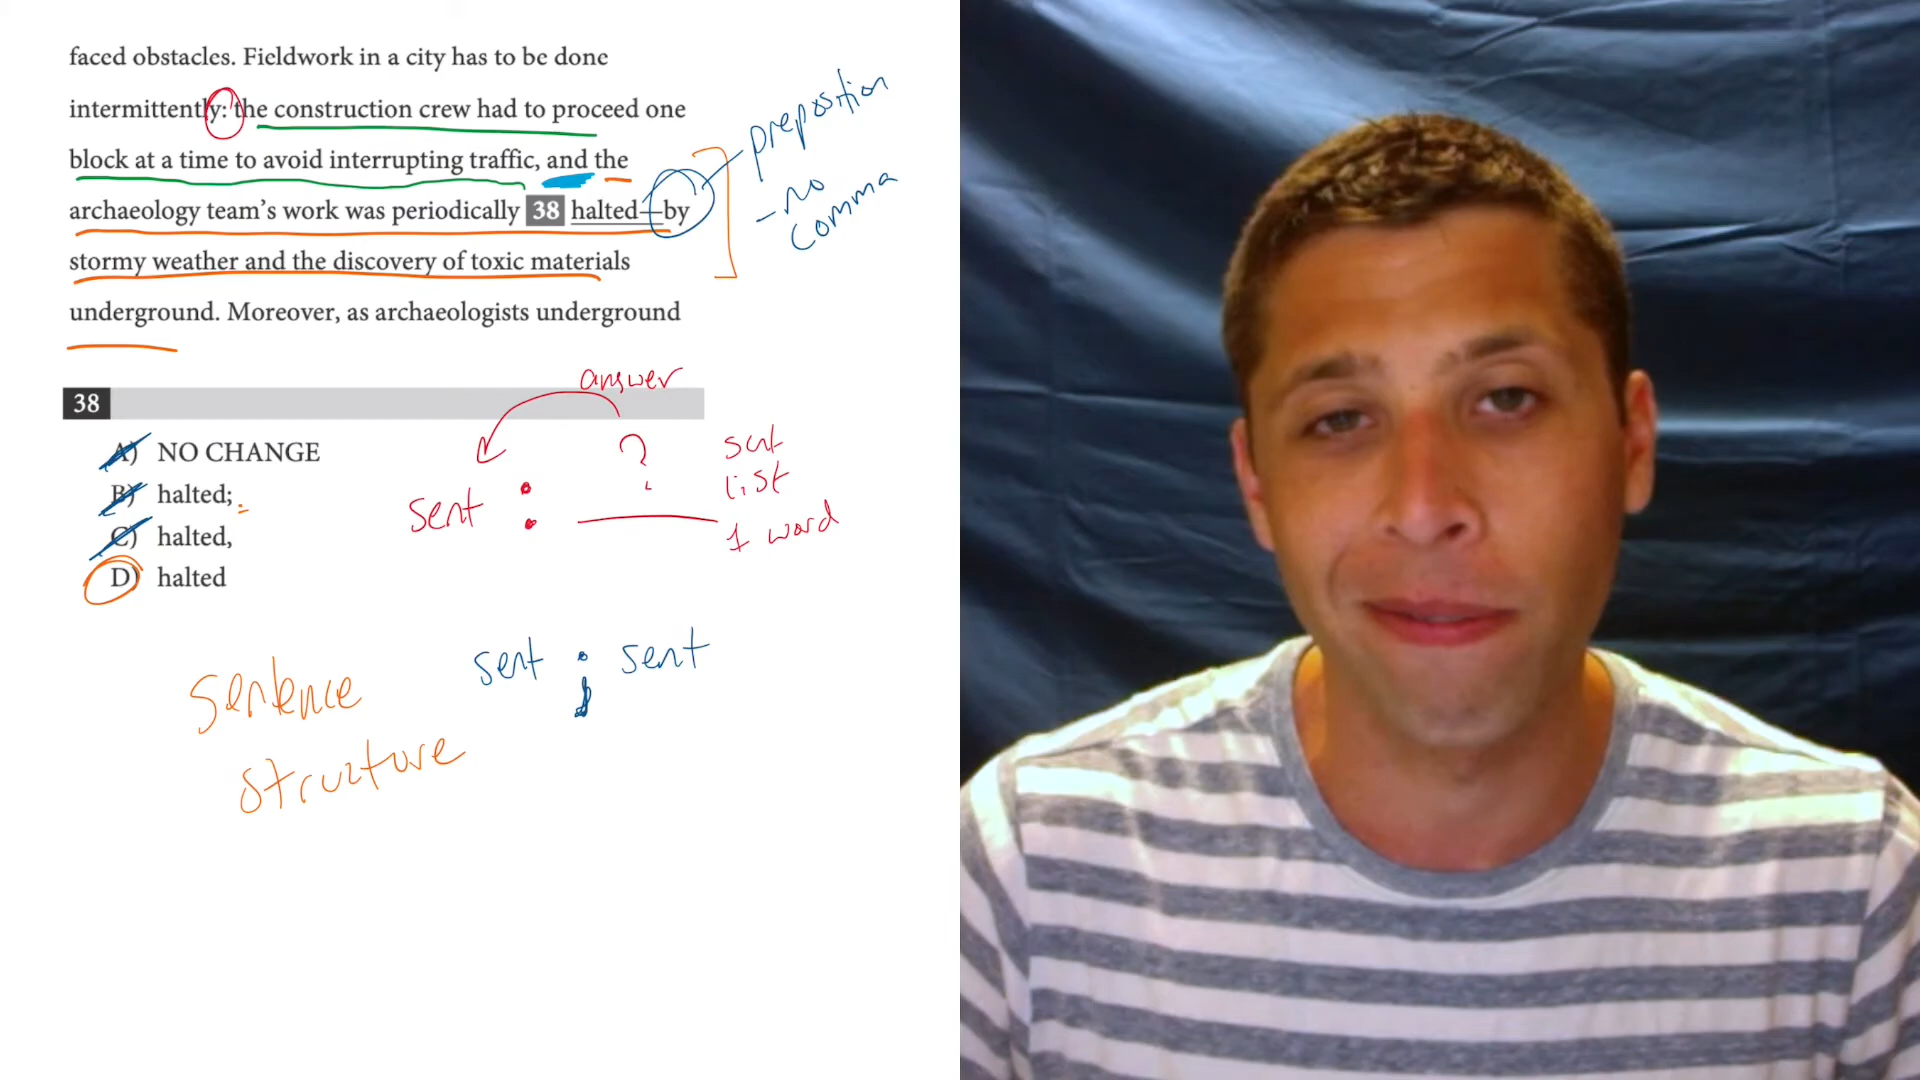 faced obstacles. Fieldwork in a city has to be done
intermittently: the construction crew had to proceed one
block at a time to avoid interrupting traffic, and the
archaeology team's work was periodically 38 halted—by
stormy weather and the discovery of toxic materials
underground. Moreover, as archaeologists underground
preposition
- no
comma
38
answer
A) NO CHANGE
B) halted;
C) halted,
D) halted
sent : ?
sent
list
1 word
sent ; sent
sentence
structure